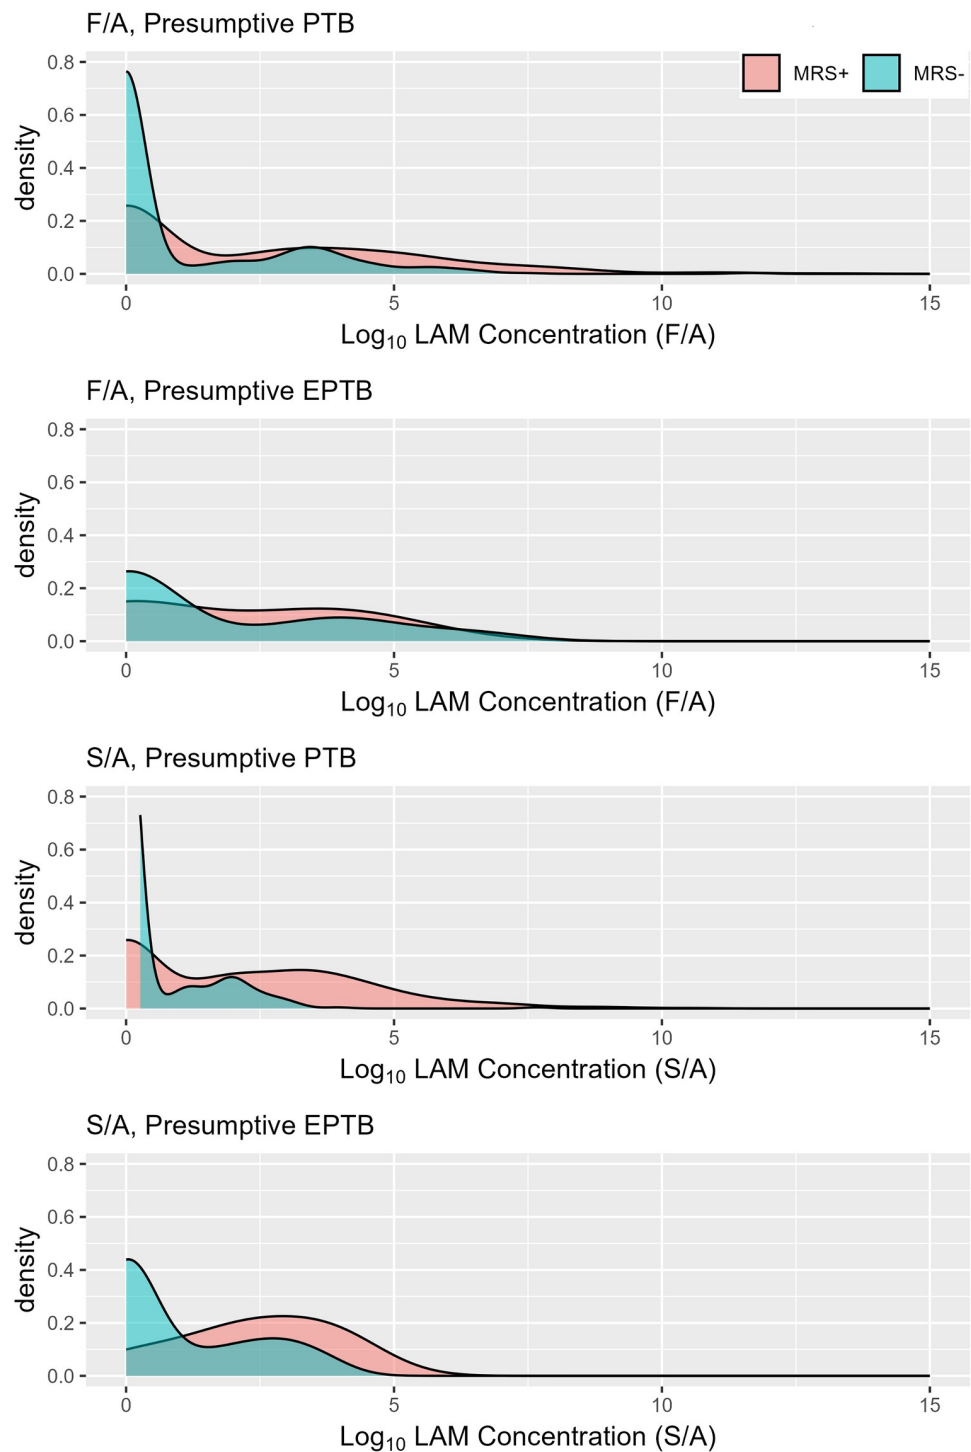 F/A, Presumptive PTB
MRS+ MRS-
0.8
0.6
0.4
0.2
0.0
density
0 5 10 15
Log₁₀ LAM Concentration (F/A)
F/A, Presumptive EPTB
0.8
0.6
0.4
0.2
0.0
density
0 5 10 15
Log₁₀ LAM Concentration (F/A)
S/A, Presumptive PTB
0.8
0.6
0.4
0.2
0.0
density
0 5 10 15
Log₁₀ LAM Concentration (S/A)
S/A, Presumptive EPTB
0.8
0.6
0.4
0.2
0.0
density
0 5 10 15
Log₁₀ LAM Concentration (S/A)